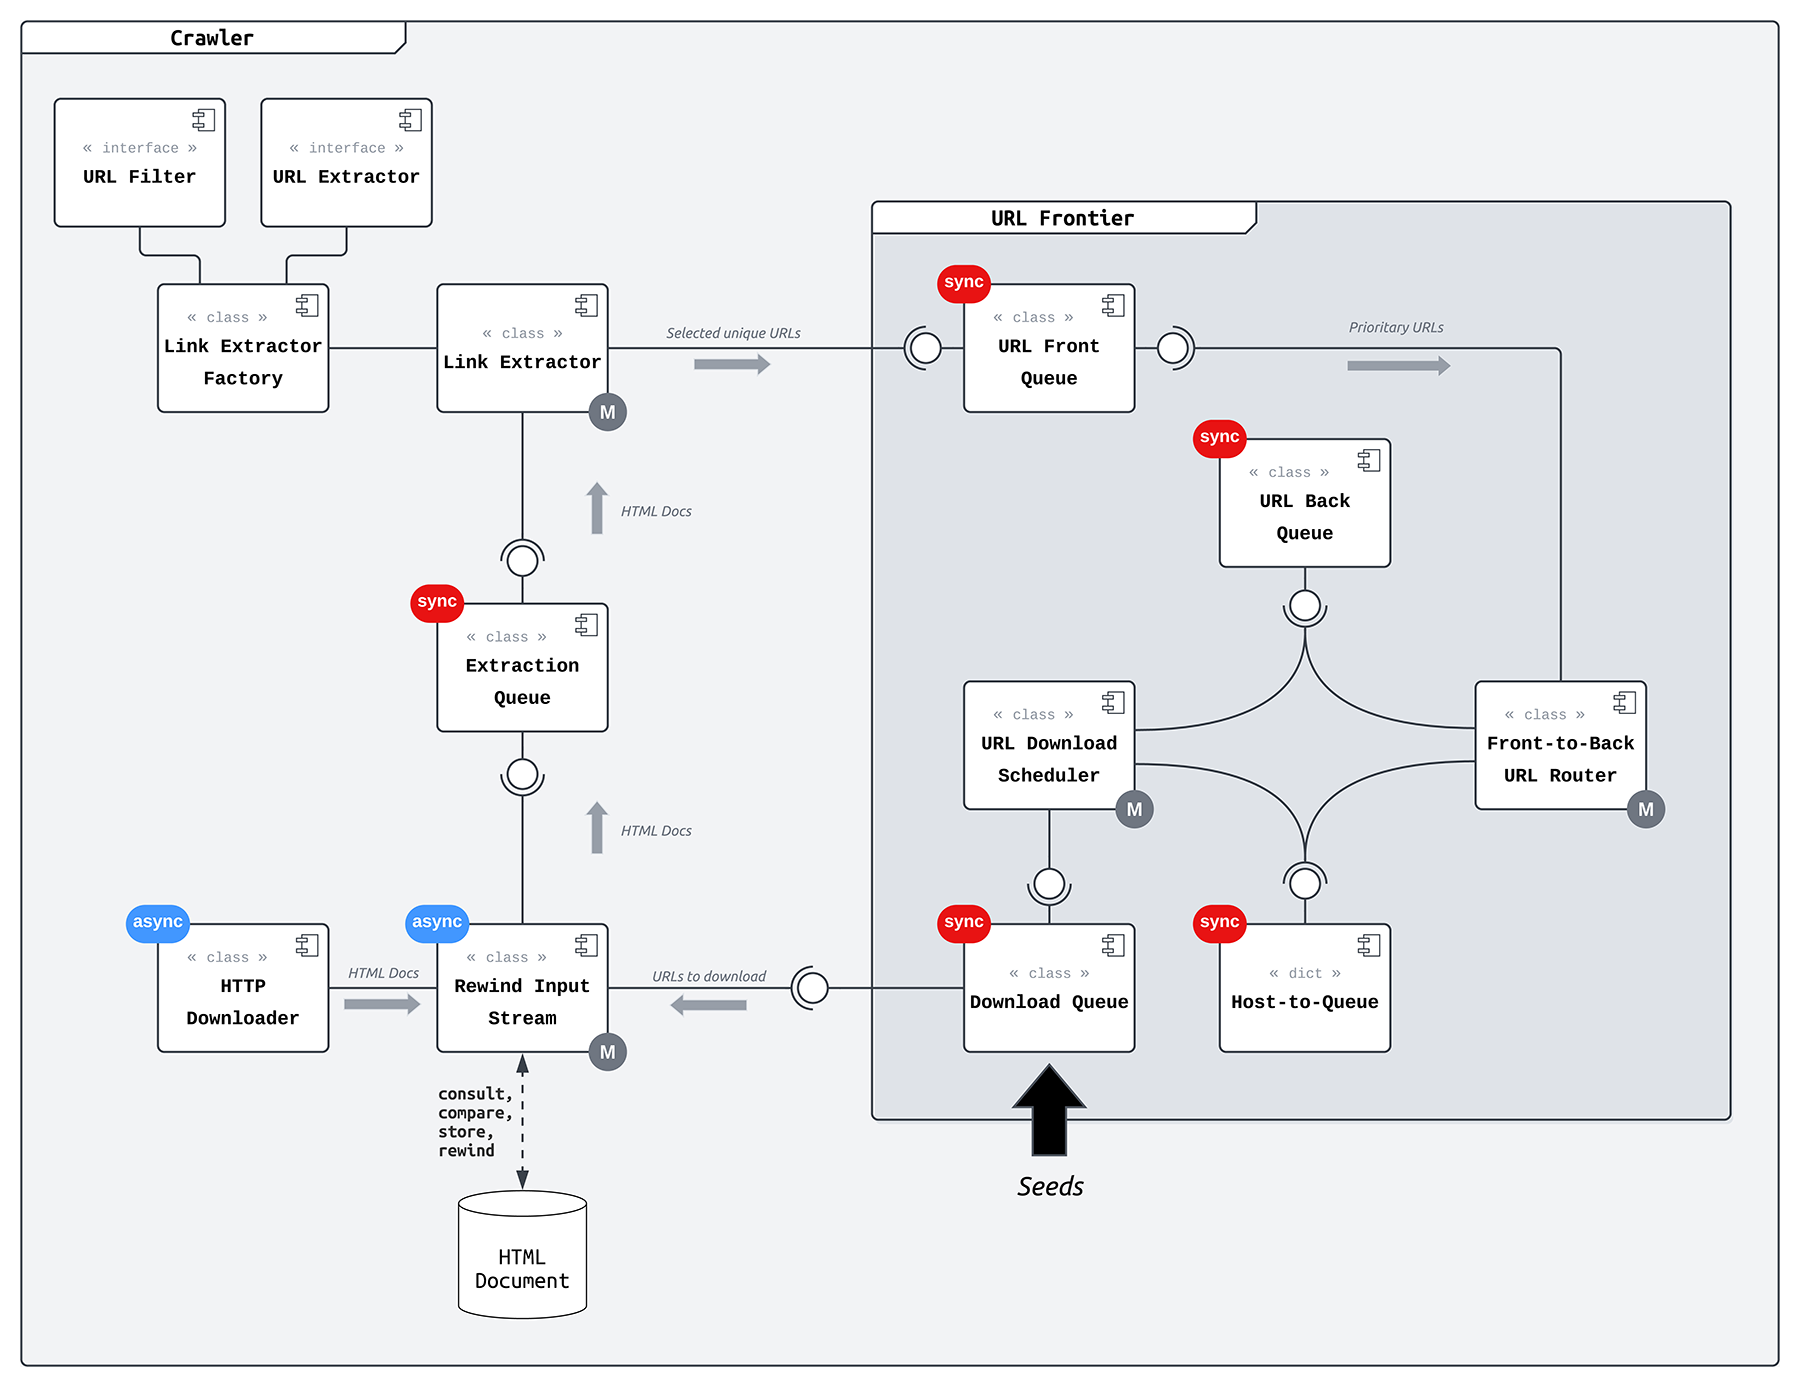 Crawler
« interface »
URL Filter
« interface »
URL Extractor
URL Frontier
« class »
Link Extractor
Factory
« class »
Link Extractor
M
Selected unique URLs
sync
« class »
URL Front
Queue
Prioritary URLs
sync
« class »
URL Back
Queue
HTML Docs
sync
« class »
Extraction
Queue
« class »
URL Download
Scheduler
M
« class »
Front-to-Back
URL Router
M
HTML Docs
async
« class »
HTTP
Downloader
HTML Docs
async
« class »
Rewind Input
Stream
M
URLs to download
sync
« class »
Download Queue
sync
« dict »
Host-to-Queue
consult,
compare,
store,
rewind
Seeds
HTML
Document